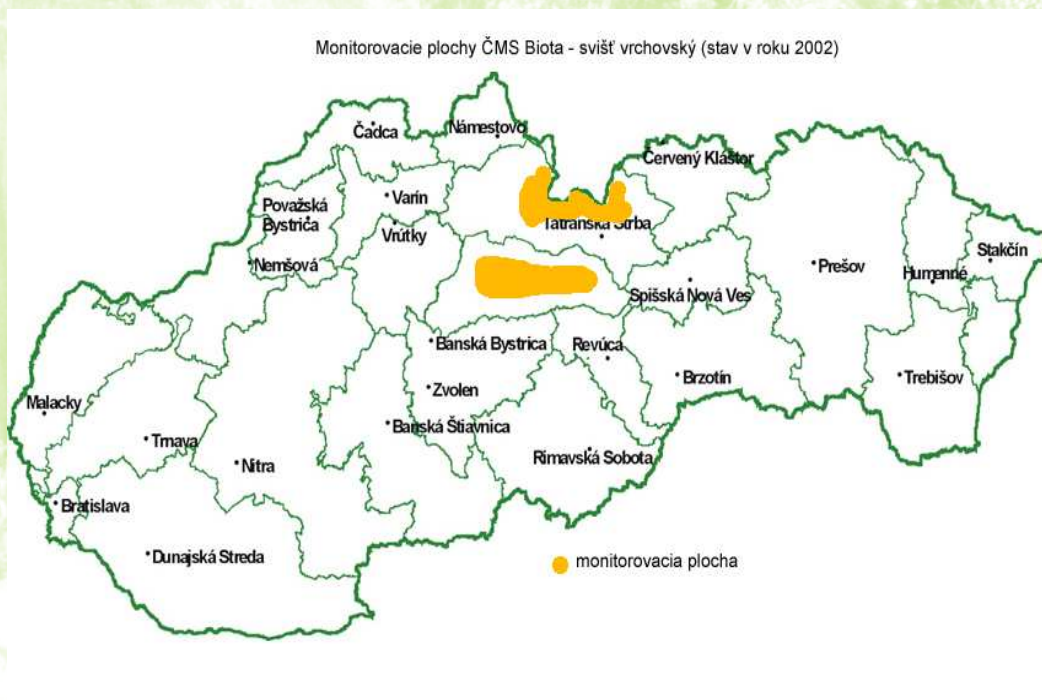 Monitorovacie plochy ČMS Biota - svišť vrchovský (stav v roku 2002)
Čadca
Námestovo
Červený Kláštor
Varín
Považská
Bystrica
Vrútky
Tatranská Štrba
Stakčín
Nemšová
Prešov
Humenné
Spišská Nová Ves
Banská Bystrica
Revúca
Zvolen
Brzotín
Trebišov
Malacky
Banská Štiavnica
Trnava
Nitra
Rimavská Sobota
Bratislava
Dunajská Streda
monitorovacia plocha